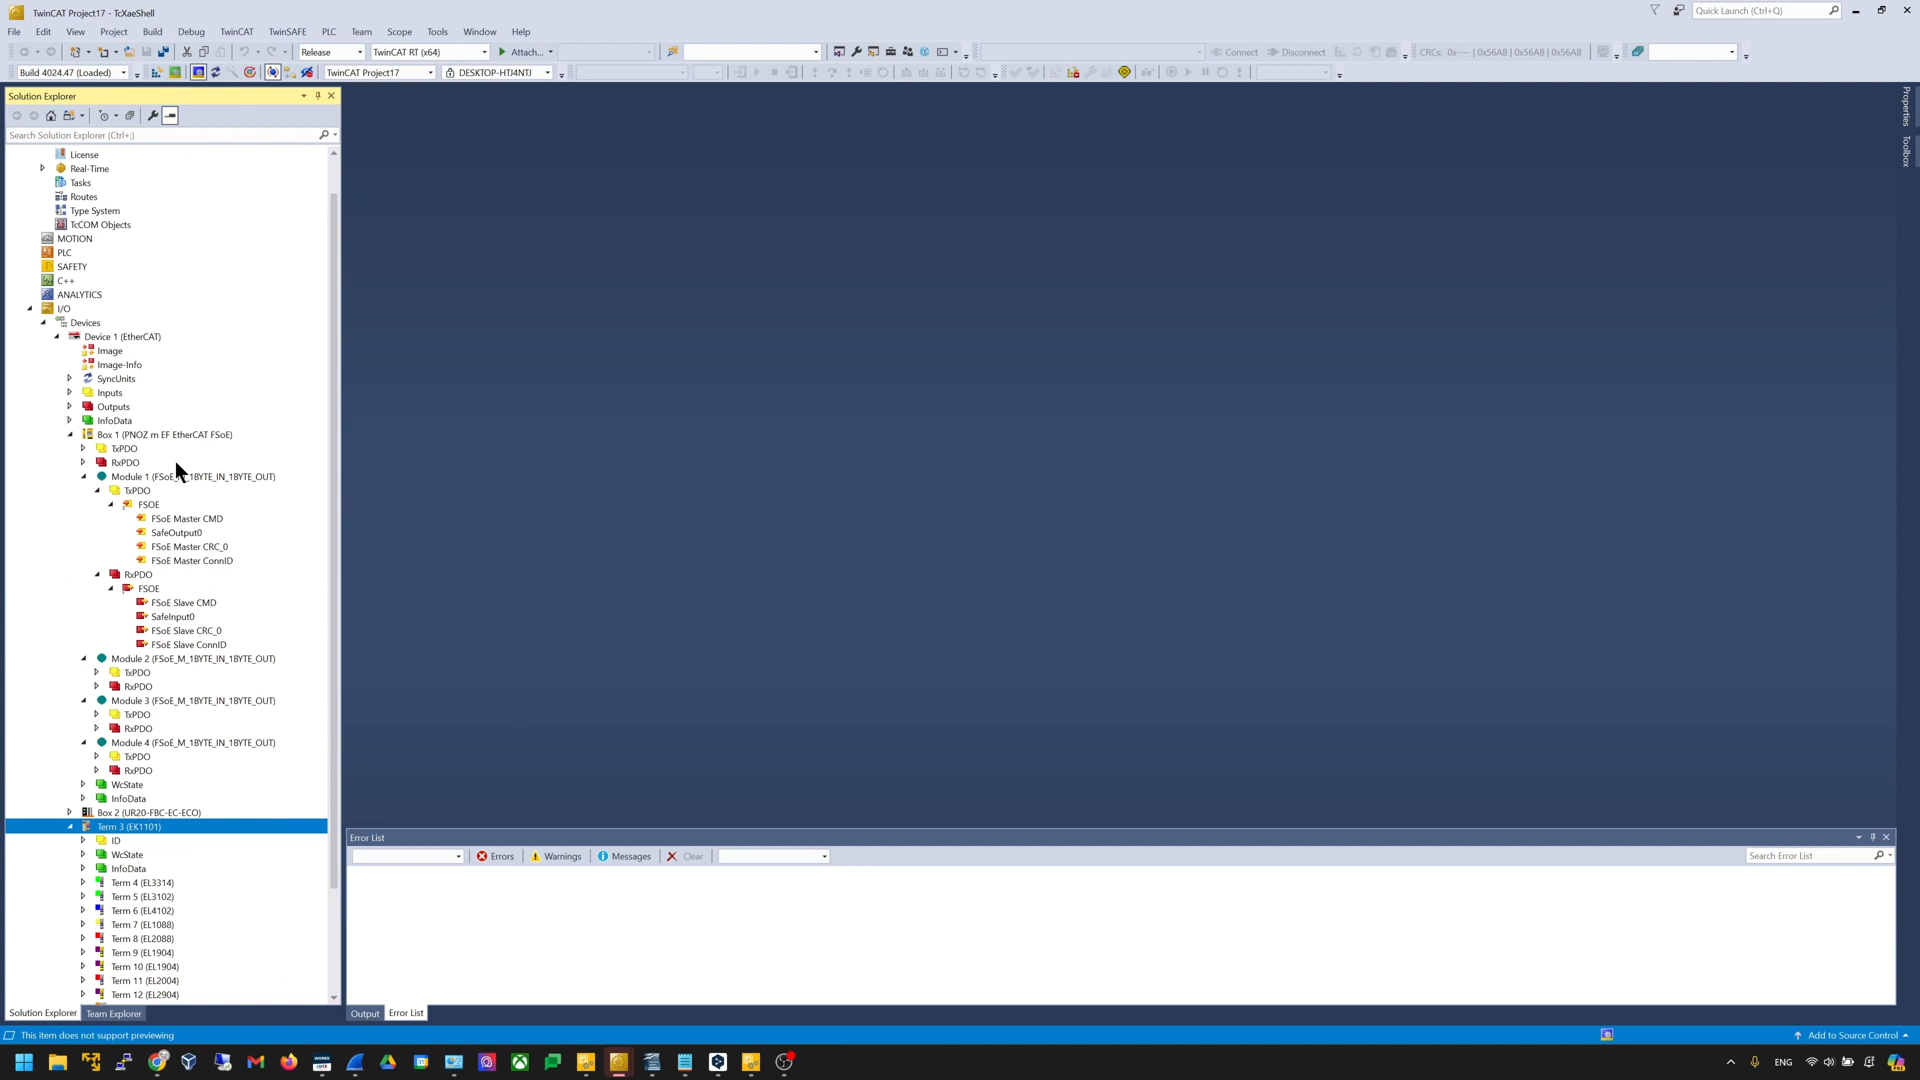 TwinCAT Project17 - TcXaeShell
Quick Launch (Ctrl+Q)
File Edit View Project Build Debug TwinCAT TwinSAFE PLC Team Scope Tools Window Help
Release TwinCAT RT (x64) Attach... Connect Disconnect CRCs: 0x---- | 0x56AB | 0x56AB | 0x56AB
Build 4024.47 (Loaded) TwinCAT Project17 DESKTOP-HTJ4NTJ
Solution Explorer
Search Solution Explorer (Ctrl+;)
License
Real-Time
Tasks
Routes
Type System
TcCOM Objects
MOTION
PLC
SAFETY
C++
ANALYTICS
I/O
Devices
Device 1 (EtherCAT)
Image
Image-Info
SyncUnits
Inputs
Outputs
InfoData
Box 1 (PNOZ m EF EtherCAT FSoE)
TxPDO
RxPDO
Module 1 (FSoE_M_1BYTE_IN_1BYTE_OUT)
TxPDO
FSOE
FSoE Master CMD
SafeOutput0
FSoE Master CRC_0
FSoE Master ConnID
RxPDO
FSOE
FSoE Slave CMD
SafeInput0
FSoE Slave CRC_0
FSoE Slave ConnID
Module 2 (FSoE_M_1BYTE_IN_1BYTE_OUT)
TxPDO
RxPDO
Module 3 (FSoE_M_1BYTE_IN_1BYTE_OUT)
TxPDO
RxPDO
Module 4 (FSoE_M_1BYTE_IN_1BYTE_OUT)
TxPDO
RxPDO
WcState
InfoData
Box 2 (UR20-FBC-EC-ECO)
Term 3 (EK1101)
ID
WcState
InfoData
Term 4 (EL3314)
Term 5 (EL3102)
Term 6 (EL4102)
Term 7 (EL1088)
Term 8 (EL2088)
Term 9 (EL1904)
Term 10 (EL1904)
Term 11 (EL2004)
Term 12 (EL2904)
Solution Explorer Team Explorer
Properties
Toolbox
Error List
Errors Warnings Messages Clear
Search Error List
Output Error List
This item does not support previewing
Add to Source Control
ENG